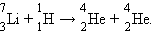 ⁷₃Li + ¹₁H → ⁴₂He + ⁴₂He.